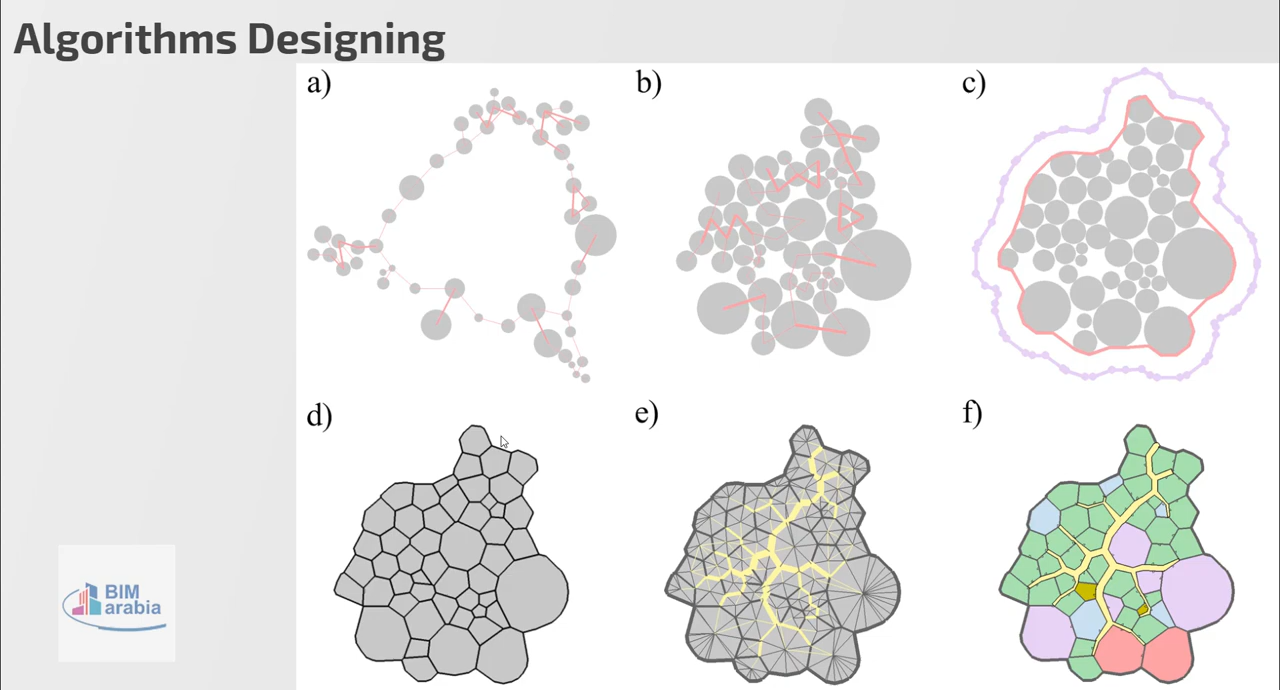 Algorithms Designing
a)
b)
c)
d)
e)
f)
BIM
arabia